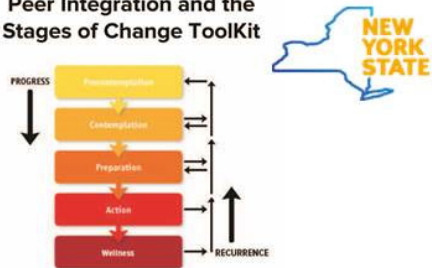 Peer Integration and the
Stages of Change ToolKit
NEW
YORK
STATE
PROGRESS
Precontemplation
Contemplation
Preparation
Action
Wellness
RECURRENCE